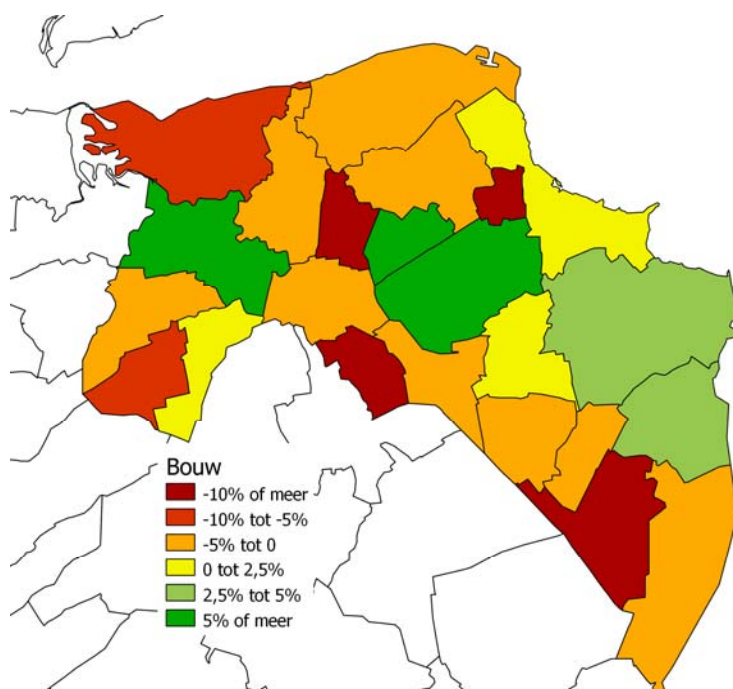 Bouw
-10% of meer
-10% tot -5%
-5% tot 0
0 tot 2,5%
2,5% tot 5%
5% of meer